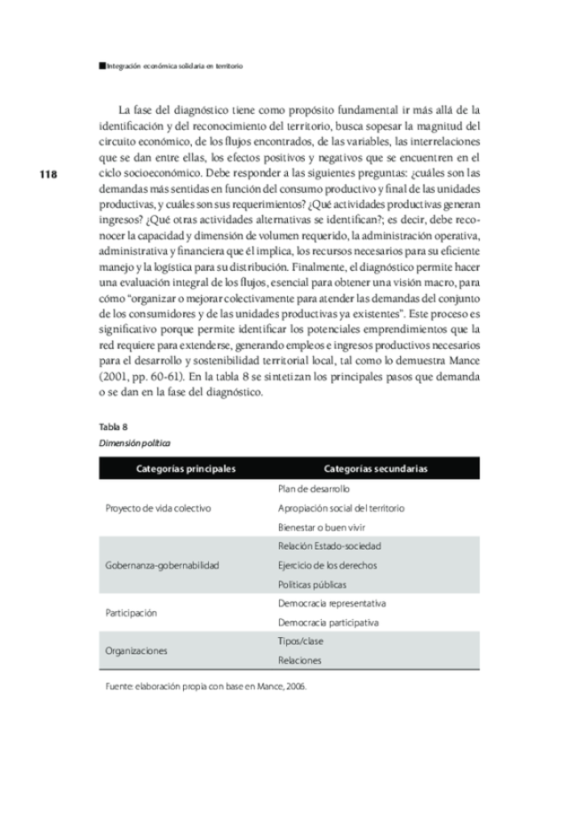 Integración económica solidaria en territorio
La fase del diagnóstico tiene como propósito fundamental ir más allá de la
identificación y del reconocimiento del territorio, busca sopesar la magnitud del
circuito económico, de los flujos encontrados, de las variables, las interrelaciones
que se dan entre ellas, los efectos positivos y negativos que se encuentren en el
118
ciclo socioeconómico. Debe responder a las siguientes preguntas: ¿cuáles son las
demandas más sentidas en función del consumo productivo y final de las unidades
productivas, y cuáles son sus requerimientos? ¿Qué actividades productivas generan
ingresos? ¿Qué otras actividades alternativas se identifican?; es decir, debe reco-
nocer la capacidad y dimensión de volumen requerido, la administración operativa,
administrativa y financiera que él implica, los recursos necesarios para su eficiente
manejo y la logística para su distribución. Finalmente, el diagnóstico permite hacer
una evaluación integral de los flujos, esencial para obtener una visión macro, para
cómo “organizar o mejorar colectivamente para atender las demandas del conjunto
de los consumidores y de las unidades productivas ya existentes”. Este proceso es
significativo porque permite identificar los potenciales emprendimientos que la
red requiere para extenderse, generando empleos e ingresos productivos necesarios
para el desarrollo y sostenibilidad territorial local, tal como lo demuestra Mance
(2001, pp. 60-61). En la tabla 8 se sintetizan los principales pasos que demanda
o se dan en la fase del diagnóstico.
Tabla 8
Dimensión política
Categorías principales Categorías secundarias
Plan de desarrollo
Proyecto de vida colectivo Apropiación social del territorio
Bienestar o buen vivir
Relación Estado-sociedad
Gobernanza-gobernabilidad Ejercicio de los derechos
Políticas públicas
Democracia representativa
Participación
Democracia participativa
Tipos/clase
Organizaciones
Relaciones
Fuente: elaboración propia con base en Mance, 2006.